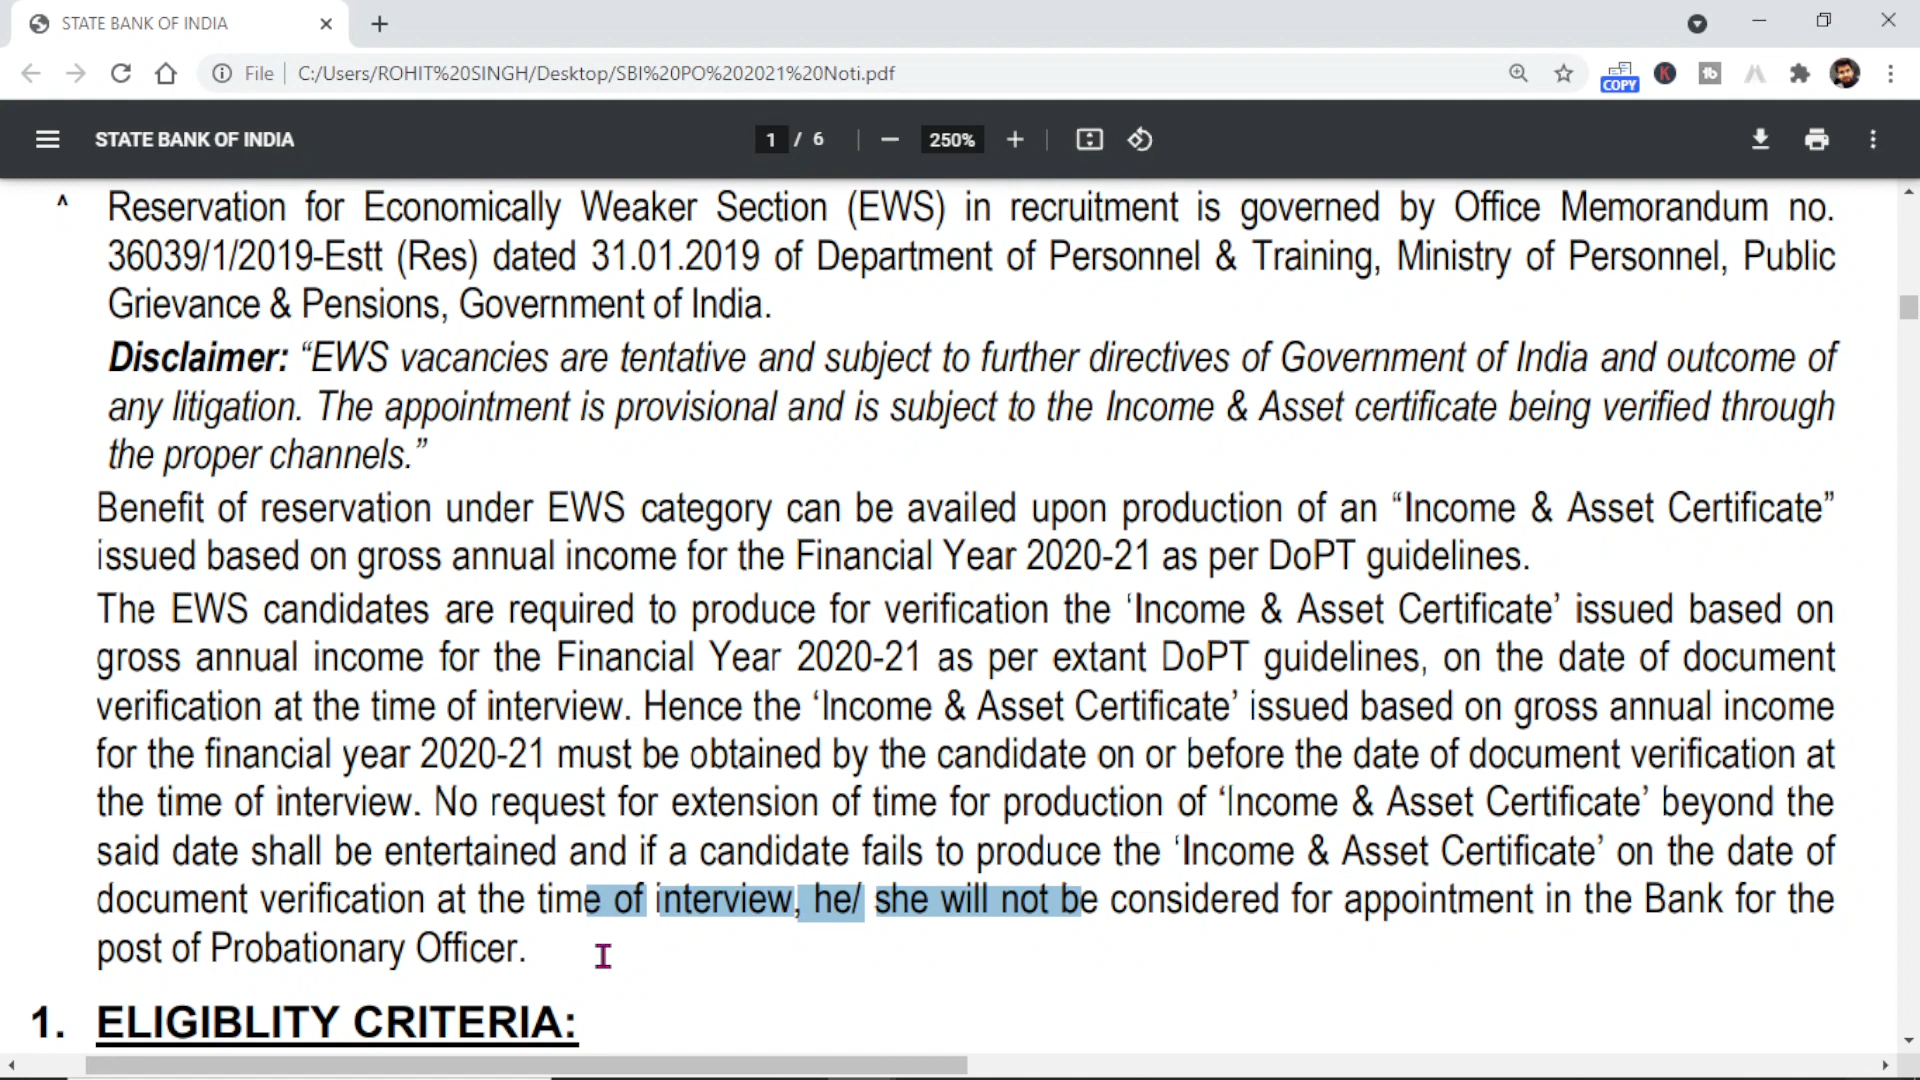 STATE BANK OF INDIA
File C:/Users/ROHIT%20SINGH/Desktop/SBI%20PO%202021%20Noti.pdf
COPY K tb
STATE BANK OF INDIA 1 / 6 250%
^ Reservation for Economically Weaker Section (EWS) in recruitment is governed by Office Memorandum no.
36039/1/2019-Estt (Res) dated 31.01.2019 of Department of Personnel & Training, Ministry of Personnel, Public
Grievance & Pensions, Government of India.
Disclaimer: “EWS vacancies are tentative and subject to further directives of Government of India and outcome of
any litigation. The appointment is provisional and is subject to the Income & Asset certificate being verified through
the proper channels.”
Benefit of reservation under EWS category can be availed upon production of an “Income & Asset Certificate”
issued based on gross annual income for the Financial Year 2020-21 as per DoPT guidelines.
The EWS candidates are required to produce for verification the ‘Income & Asset Certificate’ issued based on
gross annual income for the Financial Year 2020-21 as per extant DoPT guidelines, on the date of document
verification at the time of interview. Hence the ‘Income & Asset Certificate’ issued based on gross annual income
for the financial year 2020-21 must be obtained by the candidate on or before the date of document verification at
the time of interview. No request for extension of time for production of ‘Income & Asset Certificate’ beyond the
said date shall be entertained and if a candidate fails to produce the ‘Income & Asset Certificate’ on the date of
document verification at the time of interview, he/ she will not be considered for appointment in the Bank for the
post of Probationary Officer.
1. ELIGIBLITY CRITERIA: